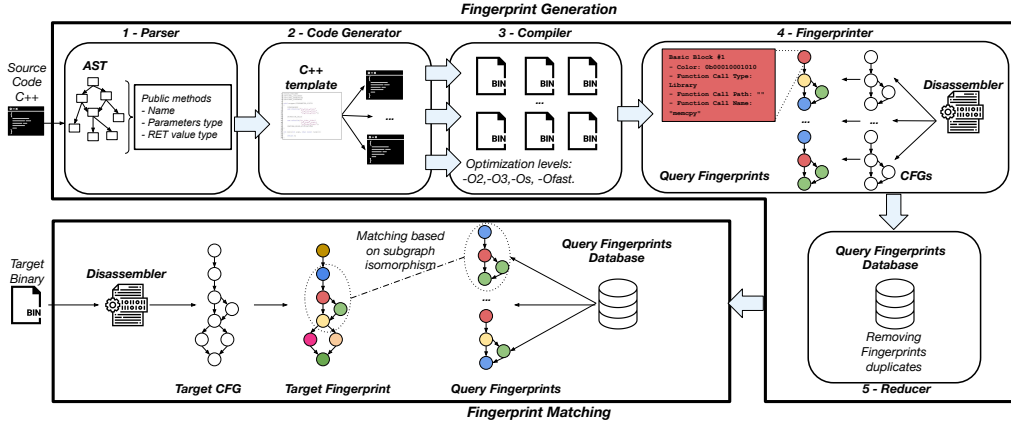 Fingerprint Generation
1 - Parser
2 - Code Generator
3 - Compiler
4 - Fingerprinter
Source
Code
C++
AST
Public methods
- Name
- Parameters type
- RET value type
C++
template
...
BIN
BIN
BIN
...
BIN
BIN
BIN
Optimization levels:
-O2,-O3,-Os, -Ofast.
Basic Block #1
- Color: 0b00010001010
- Function Call Type:
Library
- Function Call Path: ""
- Function Call Name:
"memcpy"
...
...
Disassembler
Query Fingerprints
CFGs
Query Fingerprints
Database
Removing
Fingerprints
duplicates
5 - Reducer
Target
Binary
BIN
Disassembler
Target CFG
Target Fingerprint
Matching based
on subgraph
isomorphism
...
Query Fingerprints
Query Fingerprints
Database
Fingerprint Matching